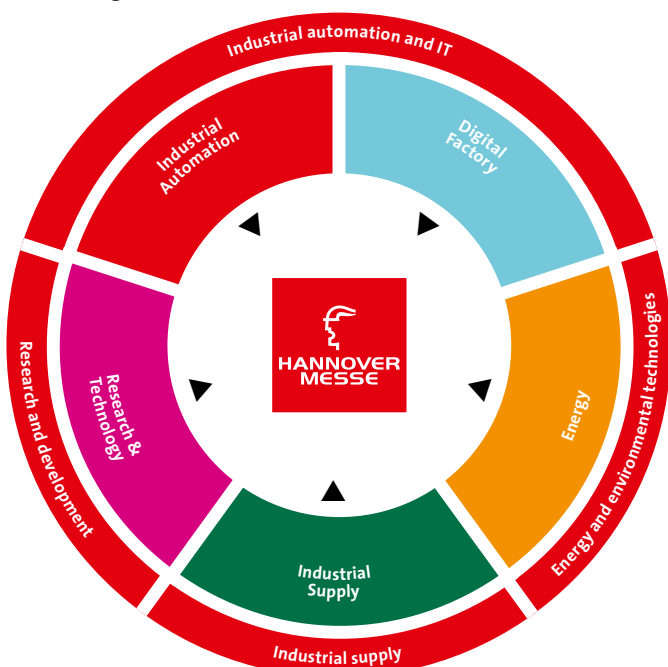 Industrial automation and IT
Industrial
Automation
Digital
Factory
Energy and environmental technologies
Energy
Research and development
Research &
Technology
HANNOVER
MESSE
Industrial
Supply
Industrial supply